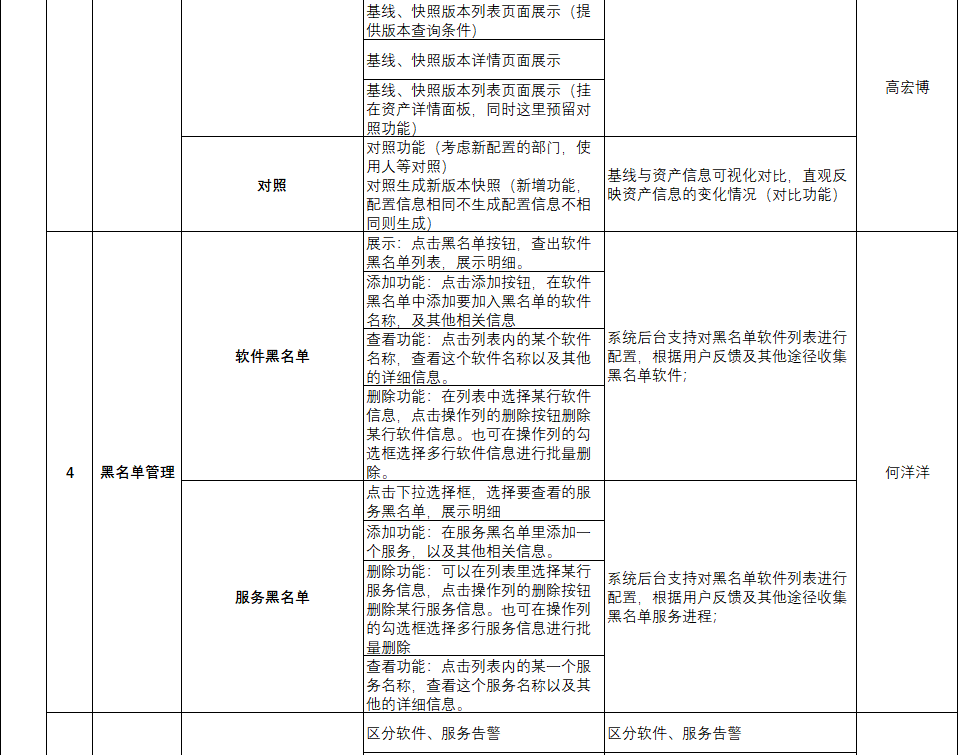 基线、快照版本列表页面展示（提
供版本查询条件）
基线、快照版本详情页面展示
基线、快照版本列表页面展示（挂
在资产详情面板，同时这里预留对
照功能）
高宏博
对照
对照功能（考虑新配置的部门，使
用人等对照）
对照生成新版本快照（新增功能，
配置信息相同不生成配置信息不相
同则生成）
基线与资产信息可视化对比，直观反
映资产信息的变化情况（对比功能）
4
黑名单管理
软件黑名单
展示：点击黑名单按钮，查出软件
黑名单列表，展示明细。
添加功能：点击添加按钮，在软件
黑名单中添加要加入黑名单的软件
名称，及其他相关信息
查看功能：点击列表内的某个软件
名称，查看这个软件名称以及其他
的详细信息。
删除功能：在列表中选择某行软件
信息，点击操作列的删除按钮删除
某行软件信息。也可在操作列的勾
选框选择多行软件信息进行批量删
除。
系统后台支持对黑名单软件列表进行
配置，根据用户反馈及其他途径收集
黑名单软件；
何洋洋
服务黑名单
点击下拉选择框，选择要查看的服
务黑名单，展示明细
添加功能：在服务黑名单里添加一
个服务，以及其他相关信息。
删除功能：可以在列表里选择某行
服务信息，点击操作列的删除按钮
删除某行服务信息。也可在操作列
的勾选框选择多行服务信息进行批
量删除
查看功能：点击列表内的某一个服
务名称，查看这个服务名称以及其
他的详细信息。
系统后台支持对黑名单软件列表进行
配置，根据用户反馈及其他途径收集
黑名单服务进程；
区分软件、服务告警
区分软件、服务告警